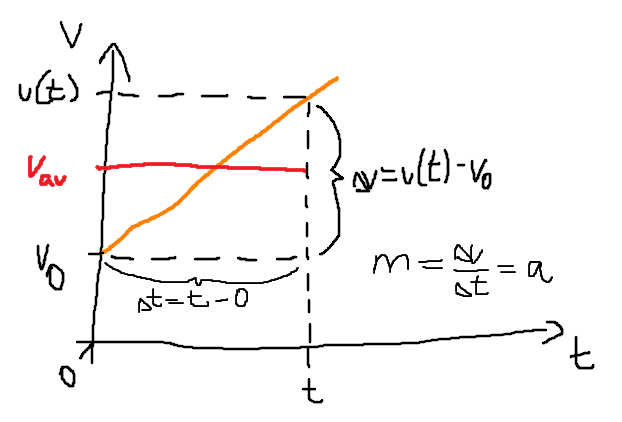 V
v(t)
Vav
Δv=v(t)-v0
V0
Δt=t-0
m=Δv/Δt=a
0
t
t